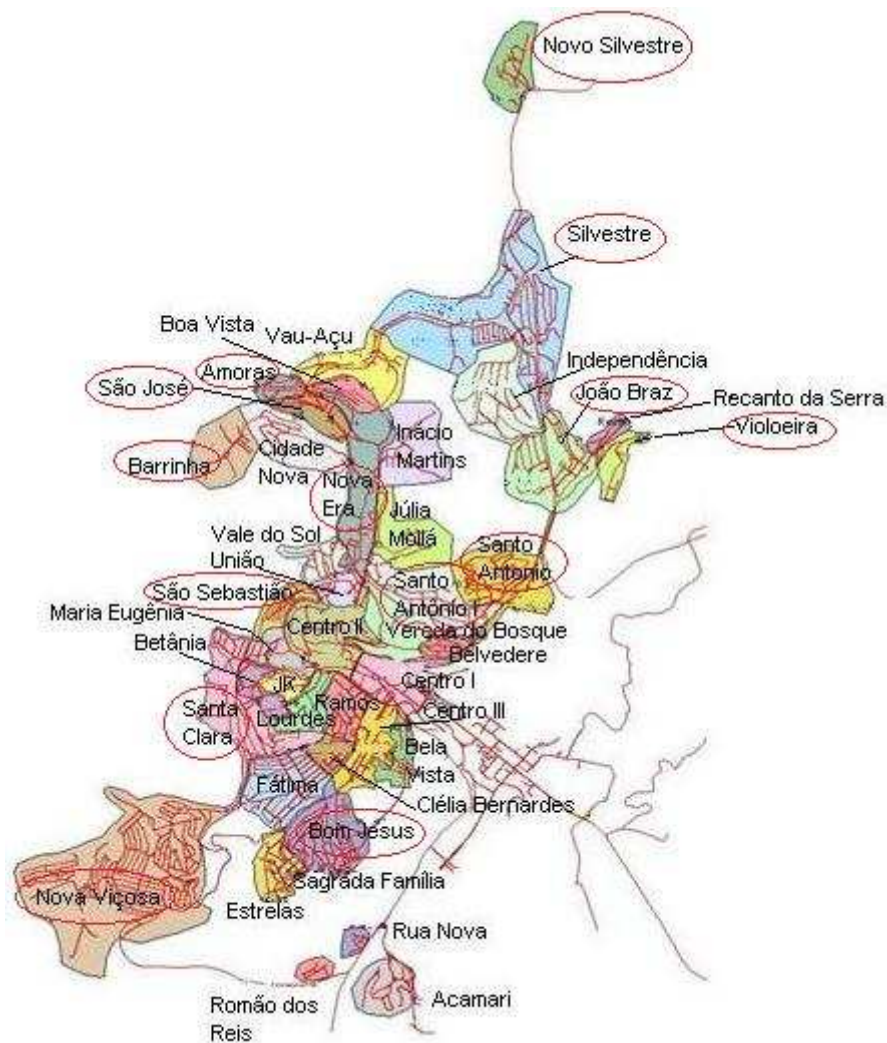 Novo Silvestre
Silvestre
Boa Vista
Vau-Açu
Independência
Amoras
São José
João Braz
Recanto da Serra
Violoeira
Barrinha
Cidade
Nova
Inácio
Martins
Nova
Era
Júlia
Mollá
Vale do Sol
União
Santo
Antonio
São Sebastião
Santo
Antônio I
Maria Eugênia
Centro II
Vereda do Bosque
Betânia
Belvedere
JK
Centro I
Santa
Clara
Lourdes
Ramos
Centro III
Bela
Vista
Fátima
Clélia Bernardes
Bom Jesus
Nova Viçosa
Sagrada Família
Estrelas
Rua Nova
Romão dos
Reis
Acamari